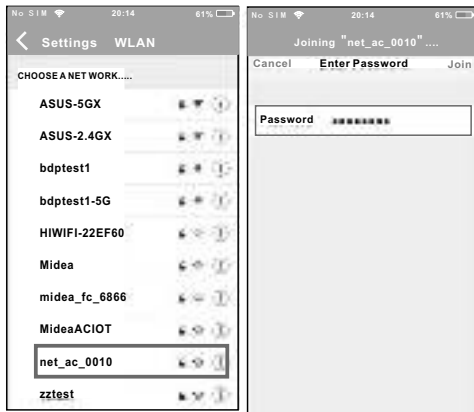 No SIM 20:14 61%
Settings WLAN
CHOOSE A NET WORK.....
ASUS-5GX
ASUS-2.4GX
bdptest1
bdptest1-5G
HIWIFI-22EF60
Midea
midea_fc_6866
MideaACIOT
net_ac_0010
zztest
No SIM 20:14 61%
Joining "net_ac_0010"....
Cancel Enter Password Join
Password